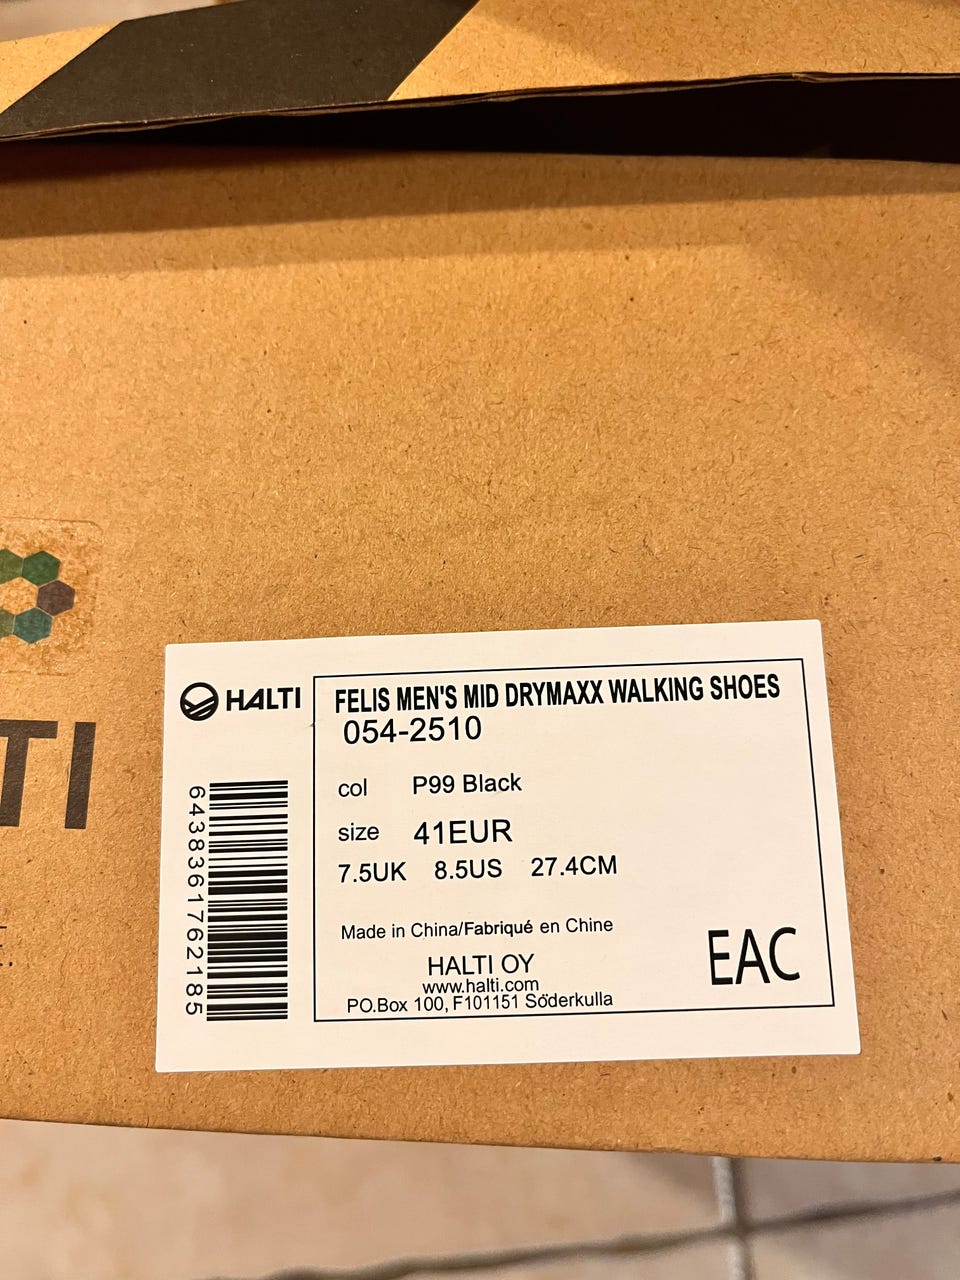 HALTI
FELIS MEN'S MID DRYMAXX WALKING SHOES
054-2510
col P99 Black
size 41EUR
7.5UK 8.5US 27.4CM
Made in China/Fabriqué en Chine
HALTI OY
www.halti.com
PO.Box 100, F101151 Söderkulla
EAC
6438361762185
TI